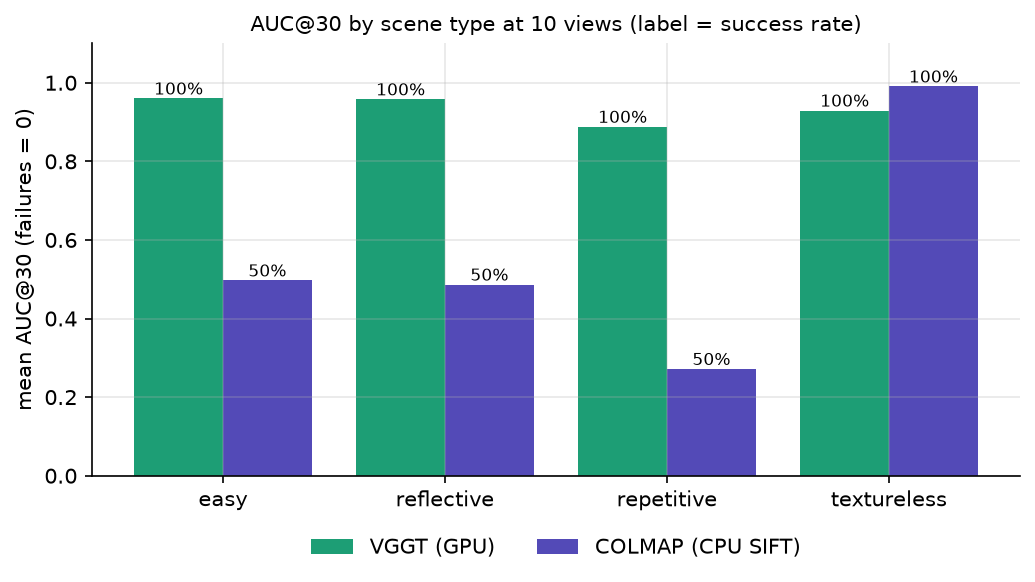 AUC@30 by scene type at 10 views (label = success rate)
mean AUC@30 (failures = 0)
1.0
0.8
0.6
0.4
0.2
0.0
100%
50%
100%
50%
100%
50%
100%
100%
easy
reflective
repetitive
textureless
VGGT (GPU)
COLMAP (CPU SIFT)